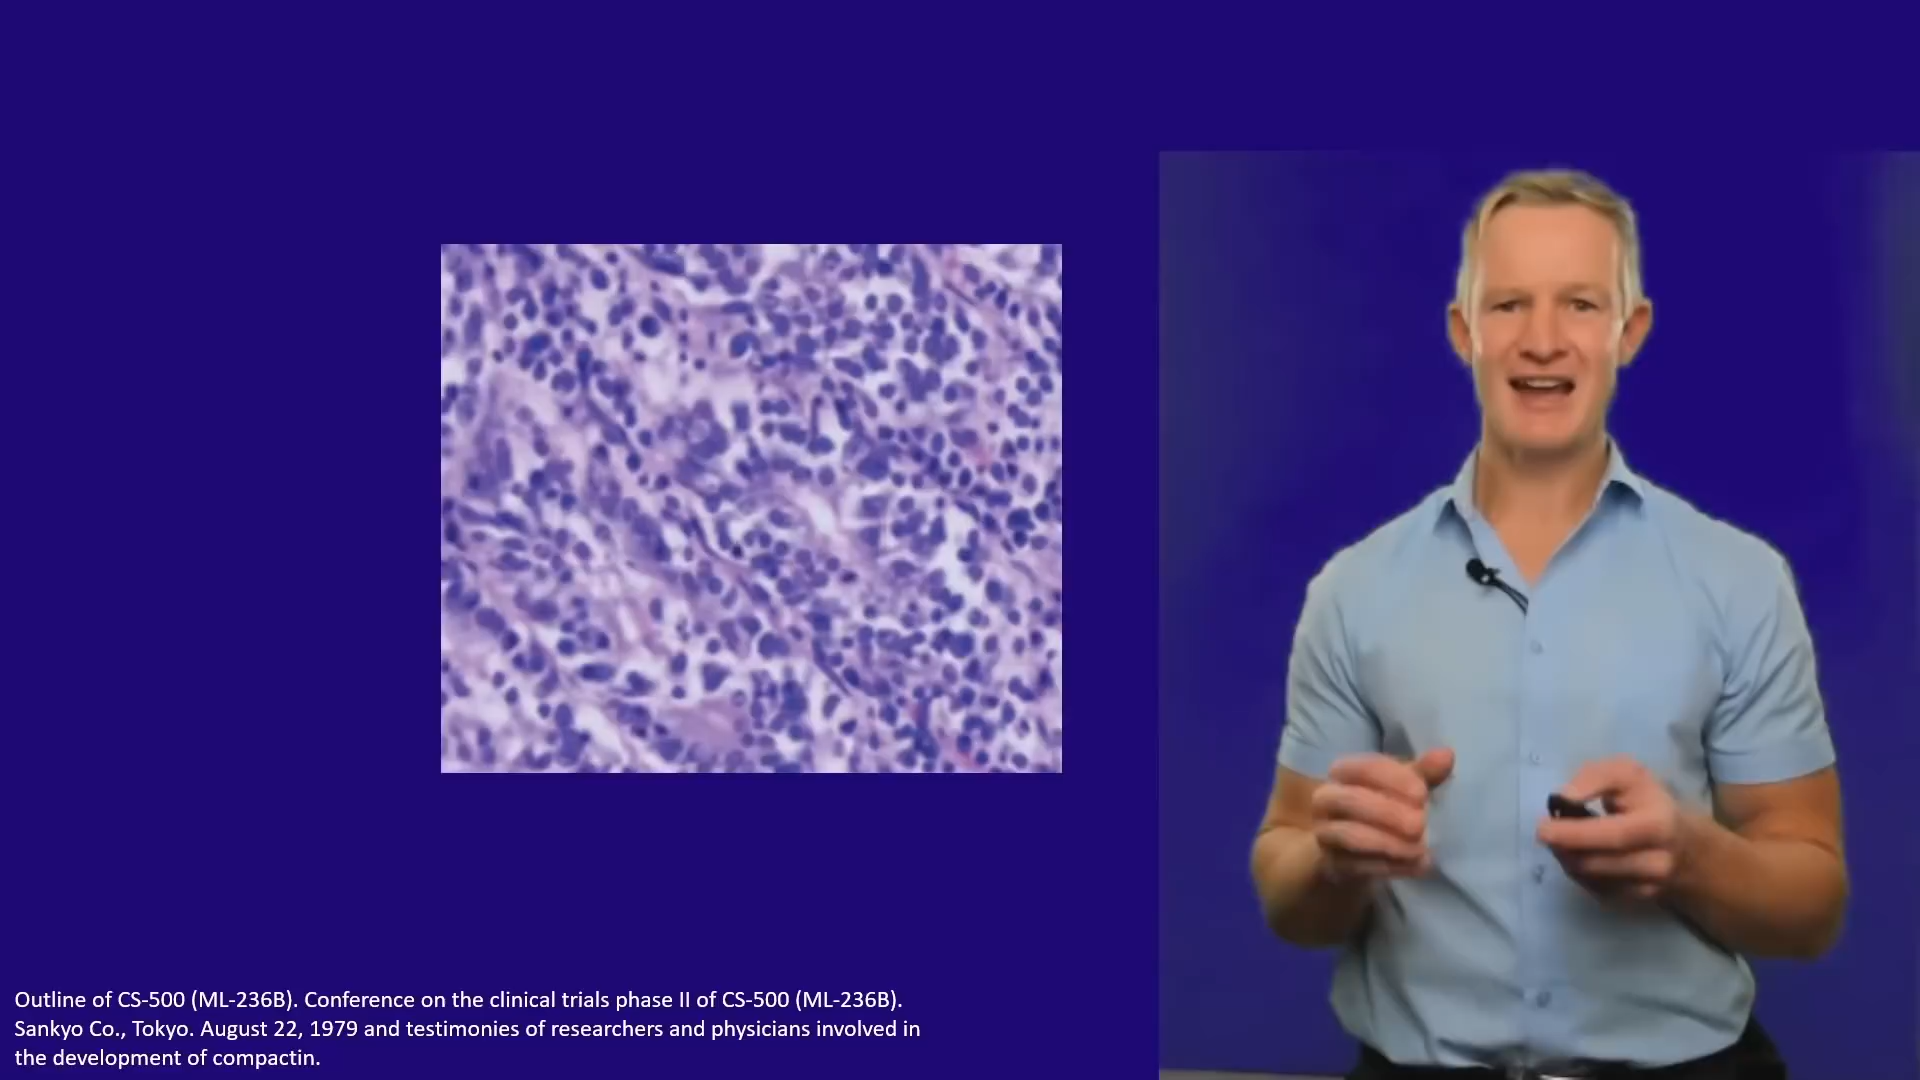 Outline of CS-500 (ML-236B). Conference on the clinical trials phase II of CS-500 (ML-236B).
Sankyo Co., Tokyo. August 22, 1979 and testimonies of researchers and physicians involved in
the development of compactin.